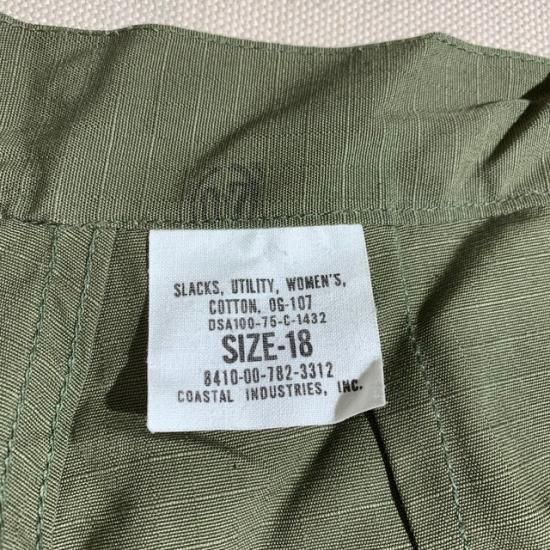 SLACKS, UTILITY, WOMEN'S,
COTTON, OG-107
DSA100-75-C-1432
SIZE-18
8410-00-782-3312
COASTAL INDUSTRIES, INC.